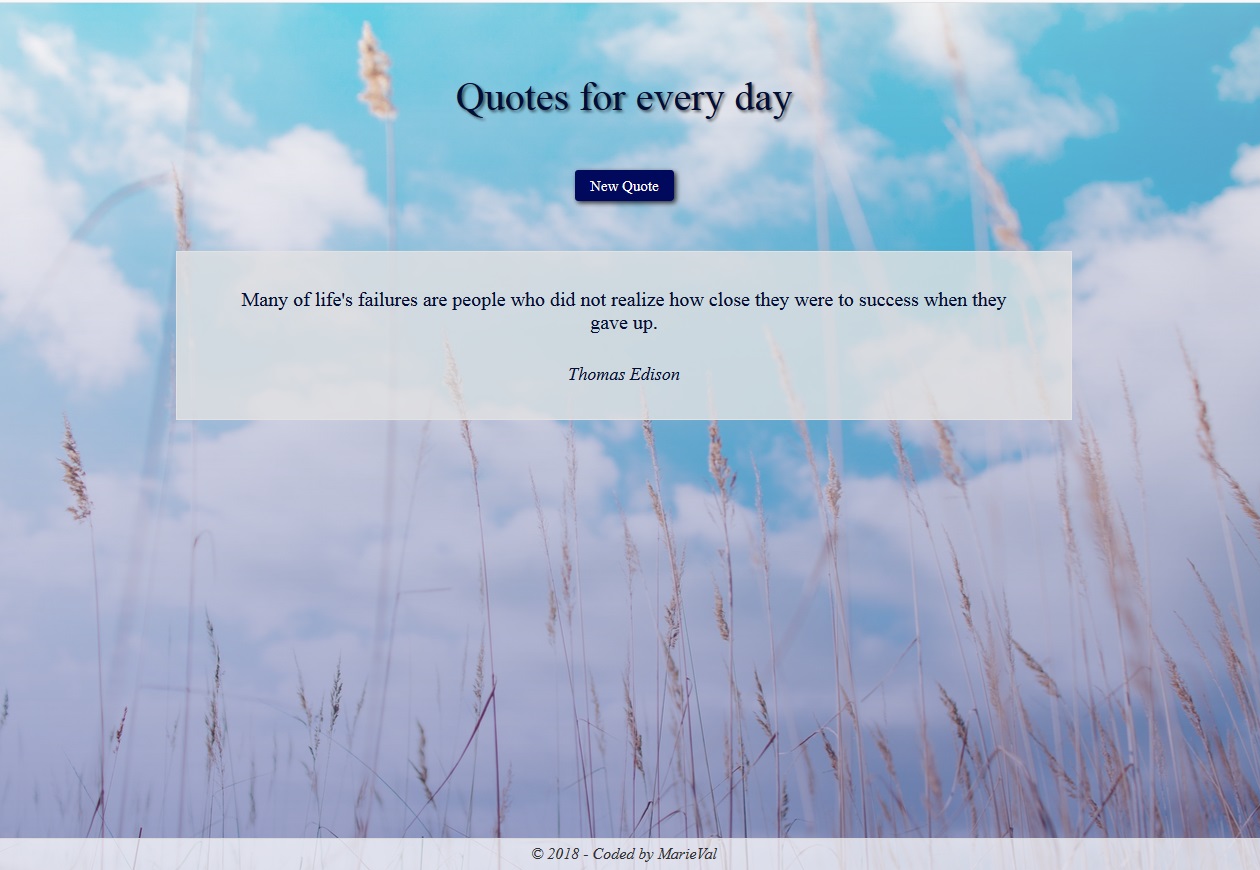 Quotes for every day
New Quote
Many of life's failures are people who did not realize how close they were to success when they
gave up.
Thomas Edison
© 2018 - Coded by MarieVal